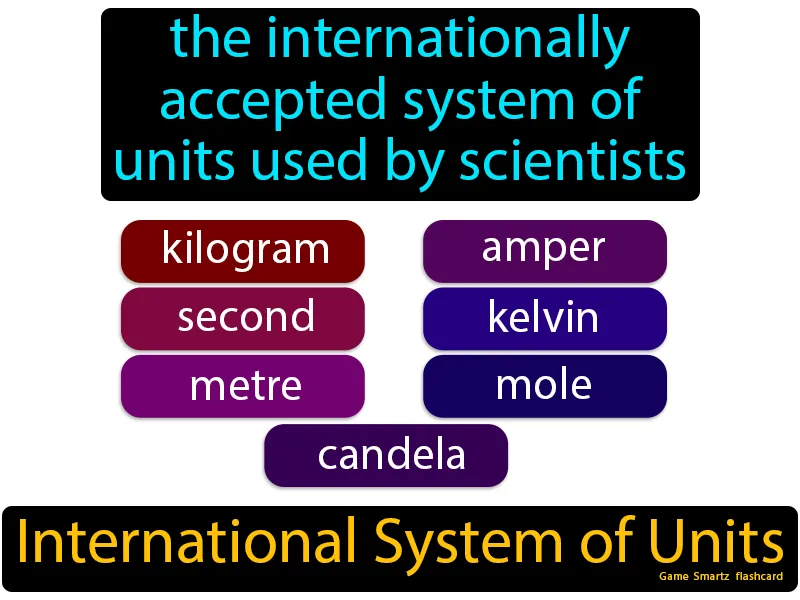 the internationally
accepted system of
units used by scientists
kilogram
amper
second
kelvin
metre
mole
candela
International System of Units
Game Smartz flashcard